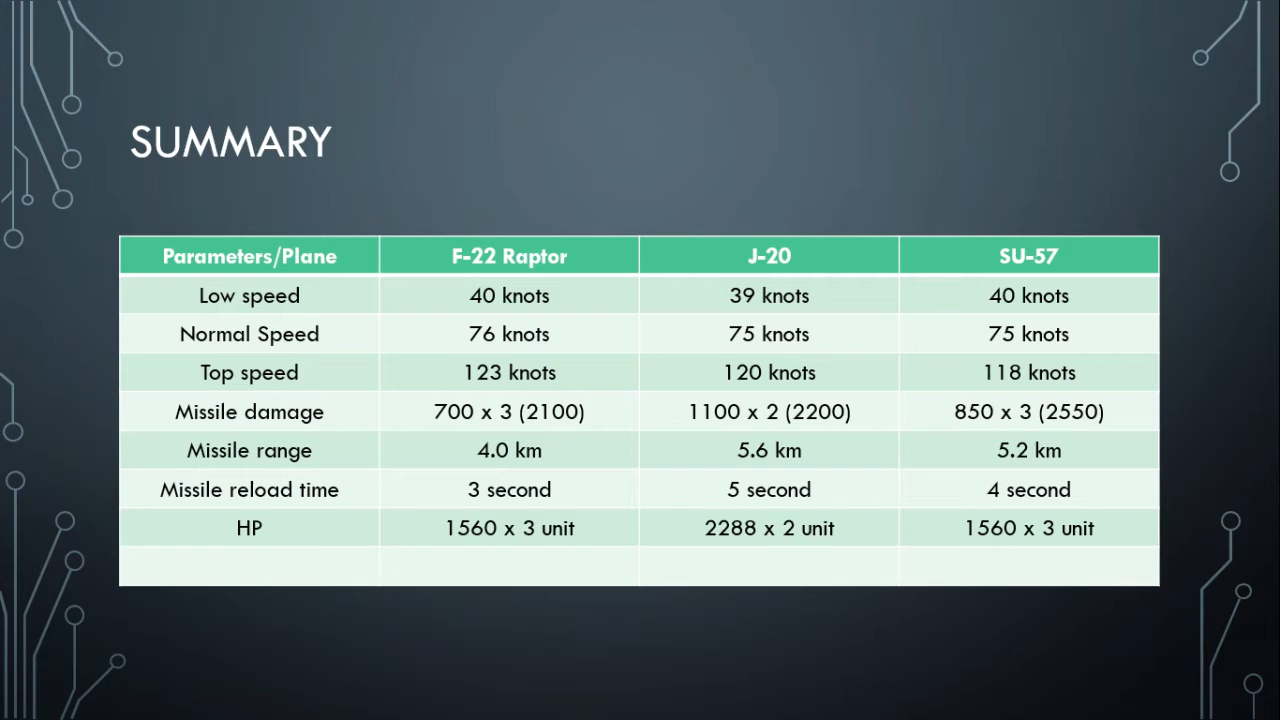 SUMMARY
Parameters/Plane F-22 Raptor J-20 SU-57
Low speed 40 knots 39 knots 40 knots
Normal Speed 76 knots 75 knots 75 knots
Top speed 123 knots 120 knots 118 knots
Missile damage 700 x 3 (2100) 1100 x 2 (2200) 850 x 3 (2550)
Missile range 4.0 km 5.6 km 5.2 km
Missile reload time 3 second 5 second 4 second
HP 1560 x 3 unit 2288 x 2 unit 1560 x 3 unit